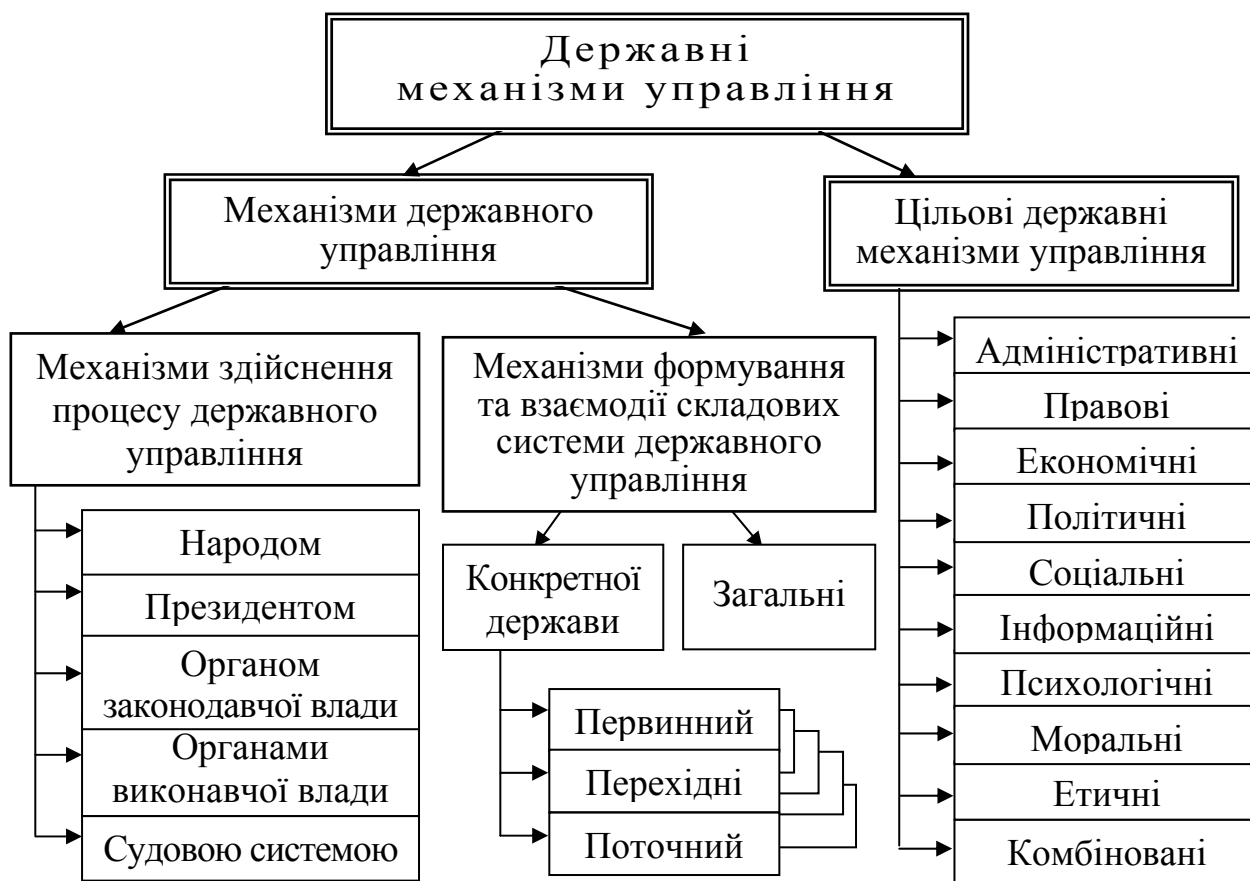 Державні
механізми управління
Механізми державного
управління
Цільові державні
механізми управління
Механізми здійснення
процесу державного
управління
Народом
Президентом
Органом
законодавчої влади
Органами
виконавчої влади
Судовою системою
Механізми формування
та взаємодії складових
системи державного
управління
Конкретної
держави
Загальні
Первинний
Перехідні
Поточний
Адміністративні
Правові
Економічні
Політичні
Соціальні
Інформаційні
Психологічні
Моральні
Етичні
Комбіновані